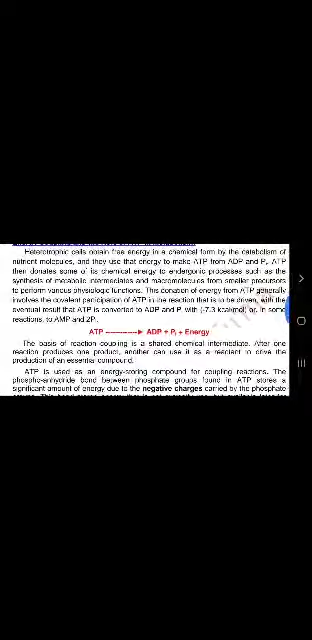 Heterotrophic cells obtain free energy in a chemical form by the catabolism of
nutrient molecules, and they use that energy to make ATP from ADP and Pi. ATP
then donates some of its chemical energy to endergonic processes such as the
synthesis of metabolic intermediates and macromolecules from smaller precursors
to perform various physiologic functions. This donation of energy from ATP generally
involves the covalent participation of ATP in the reaction that is to be driven, with the
eventual result that ATP is converted to ADP and Pi with (-7.3 kcal/mol) or, in some
reactions, to AMP and 2Pi.
ATP -------------► ADP + Pi + Energy
The basis of reaction coupling is a shared chemical intermediate. After one
reaction produces one product, another can use it as a reactant to drive the
production of an essential compound.
ATP is used as an energy-storing compound for coupling reactions. The
phospho-anhydride bond between phosphate groups found in ATP stores a
significant amount of energy due to the negative charges carried by the phosphate